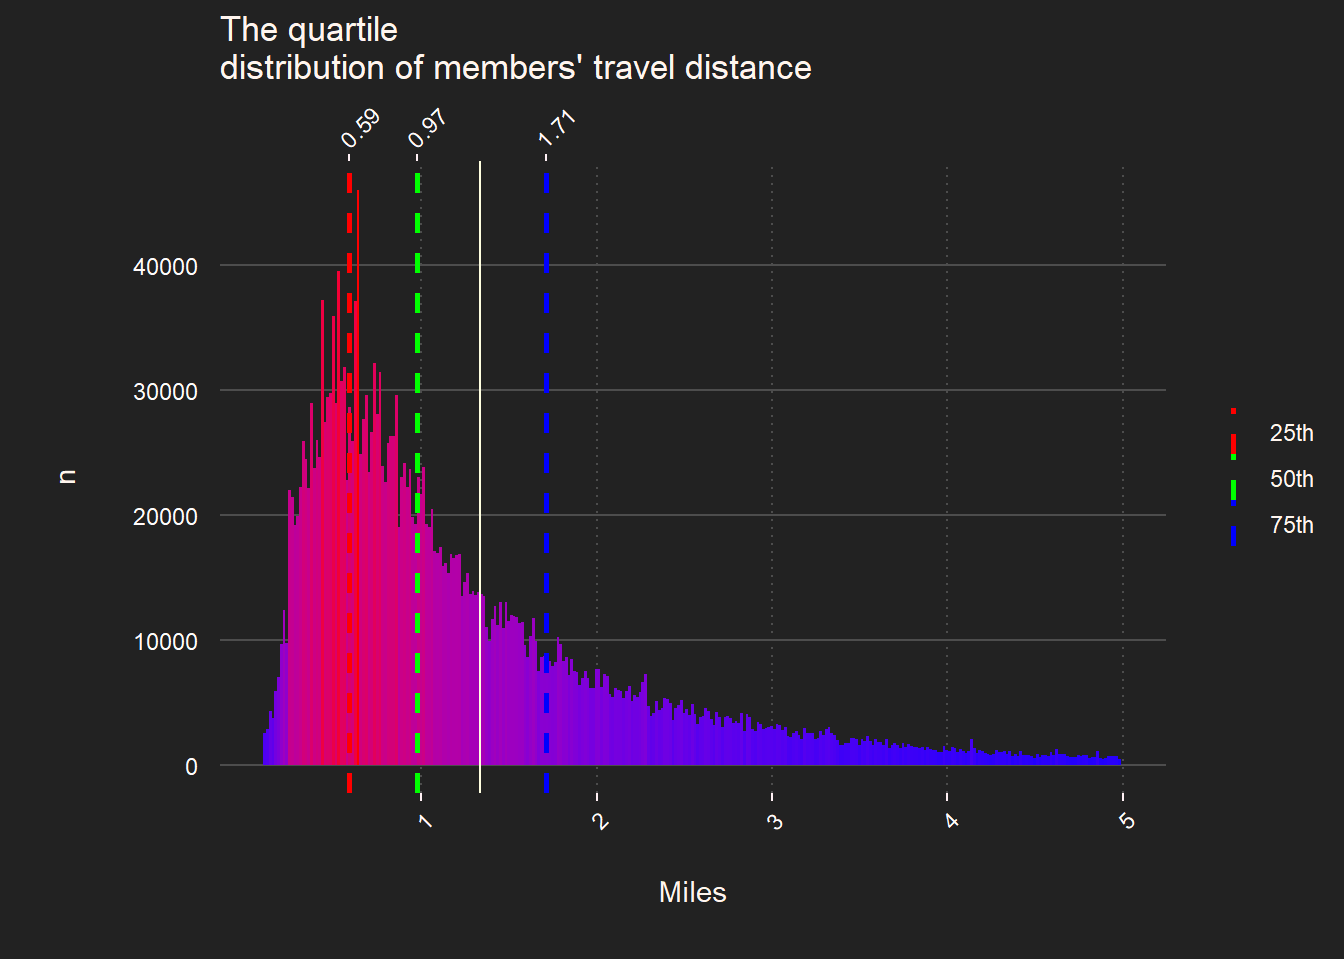 The quartile
distribution of members' travel distance
0.59
0.97
1.71
40000
30000
20000
10000
0
n
1
2
3
4
5
Miles
25th
50th
75th